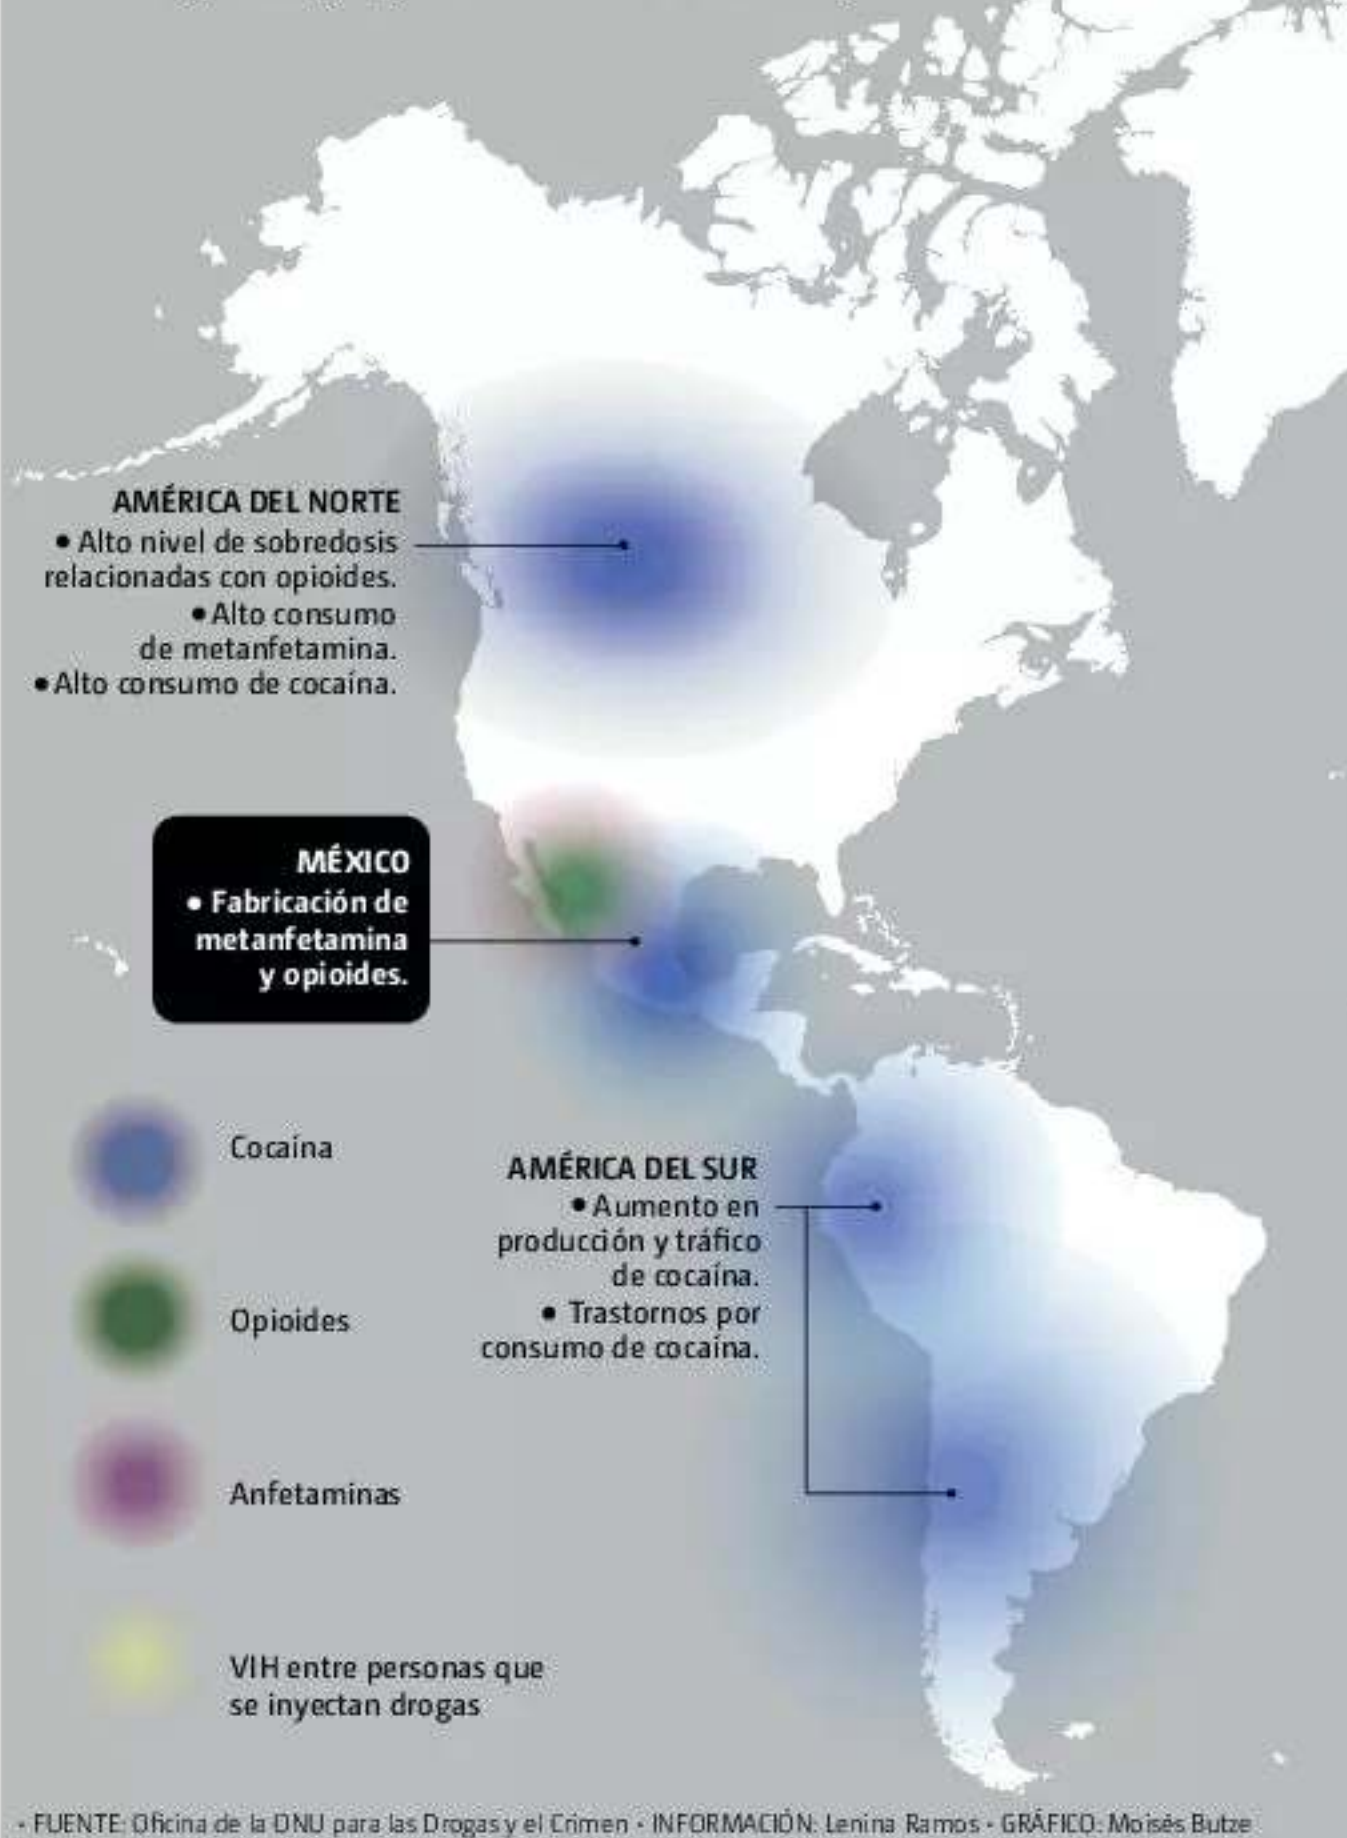 AMÉRICA DEL NORTE
• Alto nivel de sobredosis
relacionadas con opioides.
• Alto consumo
de metanfetamina.
• Alto consumo de cocaína.
MÉXICO
• Fabricación de
metanfetamina
y opioides.
Cocaína
Opioides
Anfetaminas
VIH entre personas que
se inyectan drogas
AMÉRICA DEL SUR
• Aumento en
producción y tráfico
de cocaína.
• Trastornos por
consumo de cocaína.
• FUENTE: Oficina de la ONU para las Drogas y el Crimen • INFORMACIÓN: Lenina Ramos • GRÁFICO: Moisés Butze